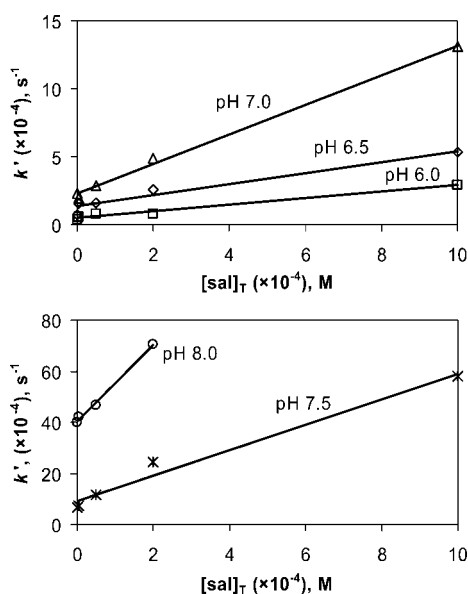 15
10
5
0
k' (×10⁻⁴), s⁻¹
pH 7.0
pH 6.5
pH 6.0
0 2 4 6 8 10
[sal]T (×10⁻⁴), M
80
60
40
20
0
k', (×10⁻⁴), s⁻¹
pH 8.0
pH 7.5
0 2 4 6 8 10
[sal]T (×10⁻⁴), M